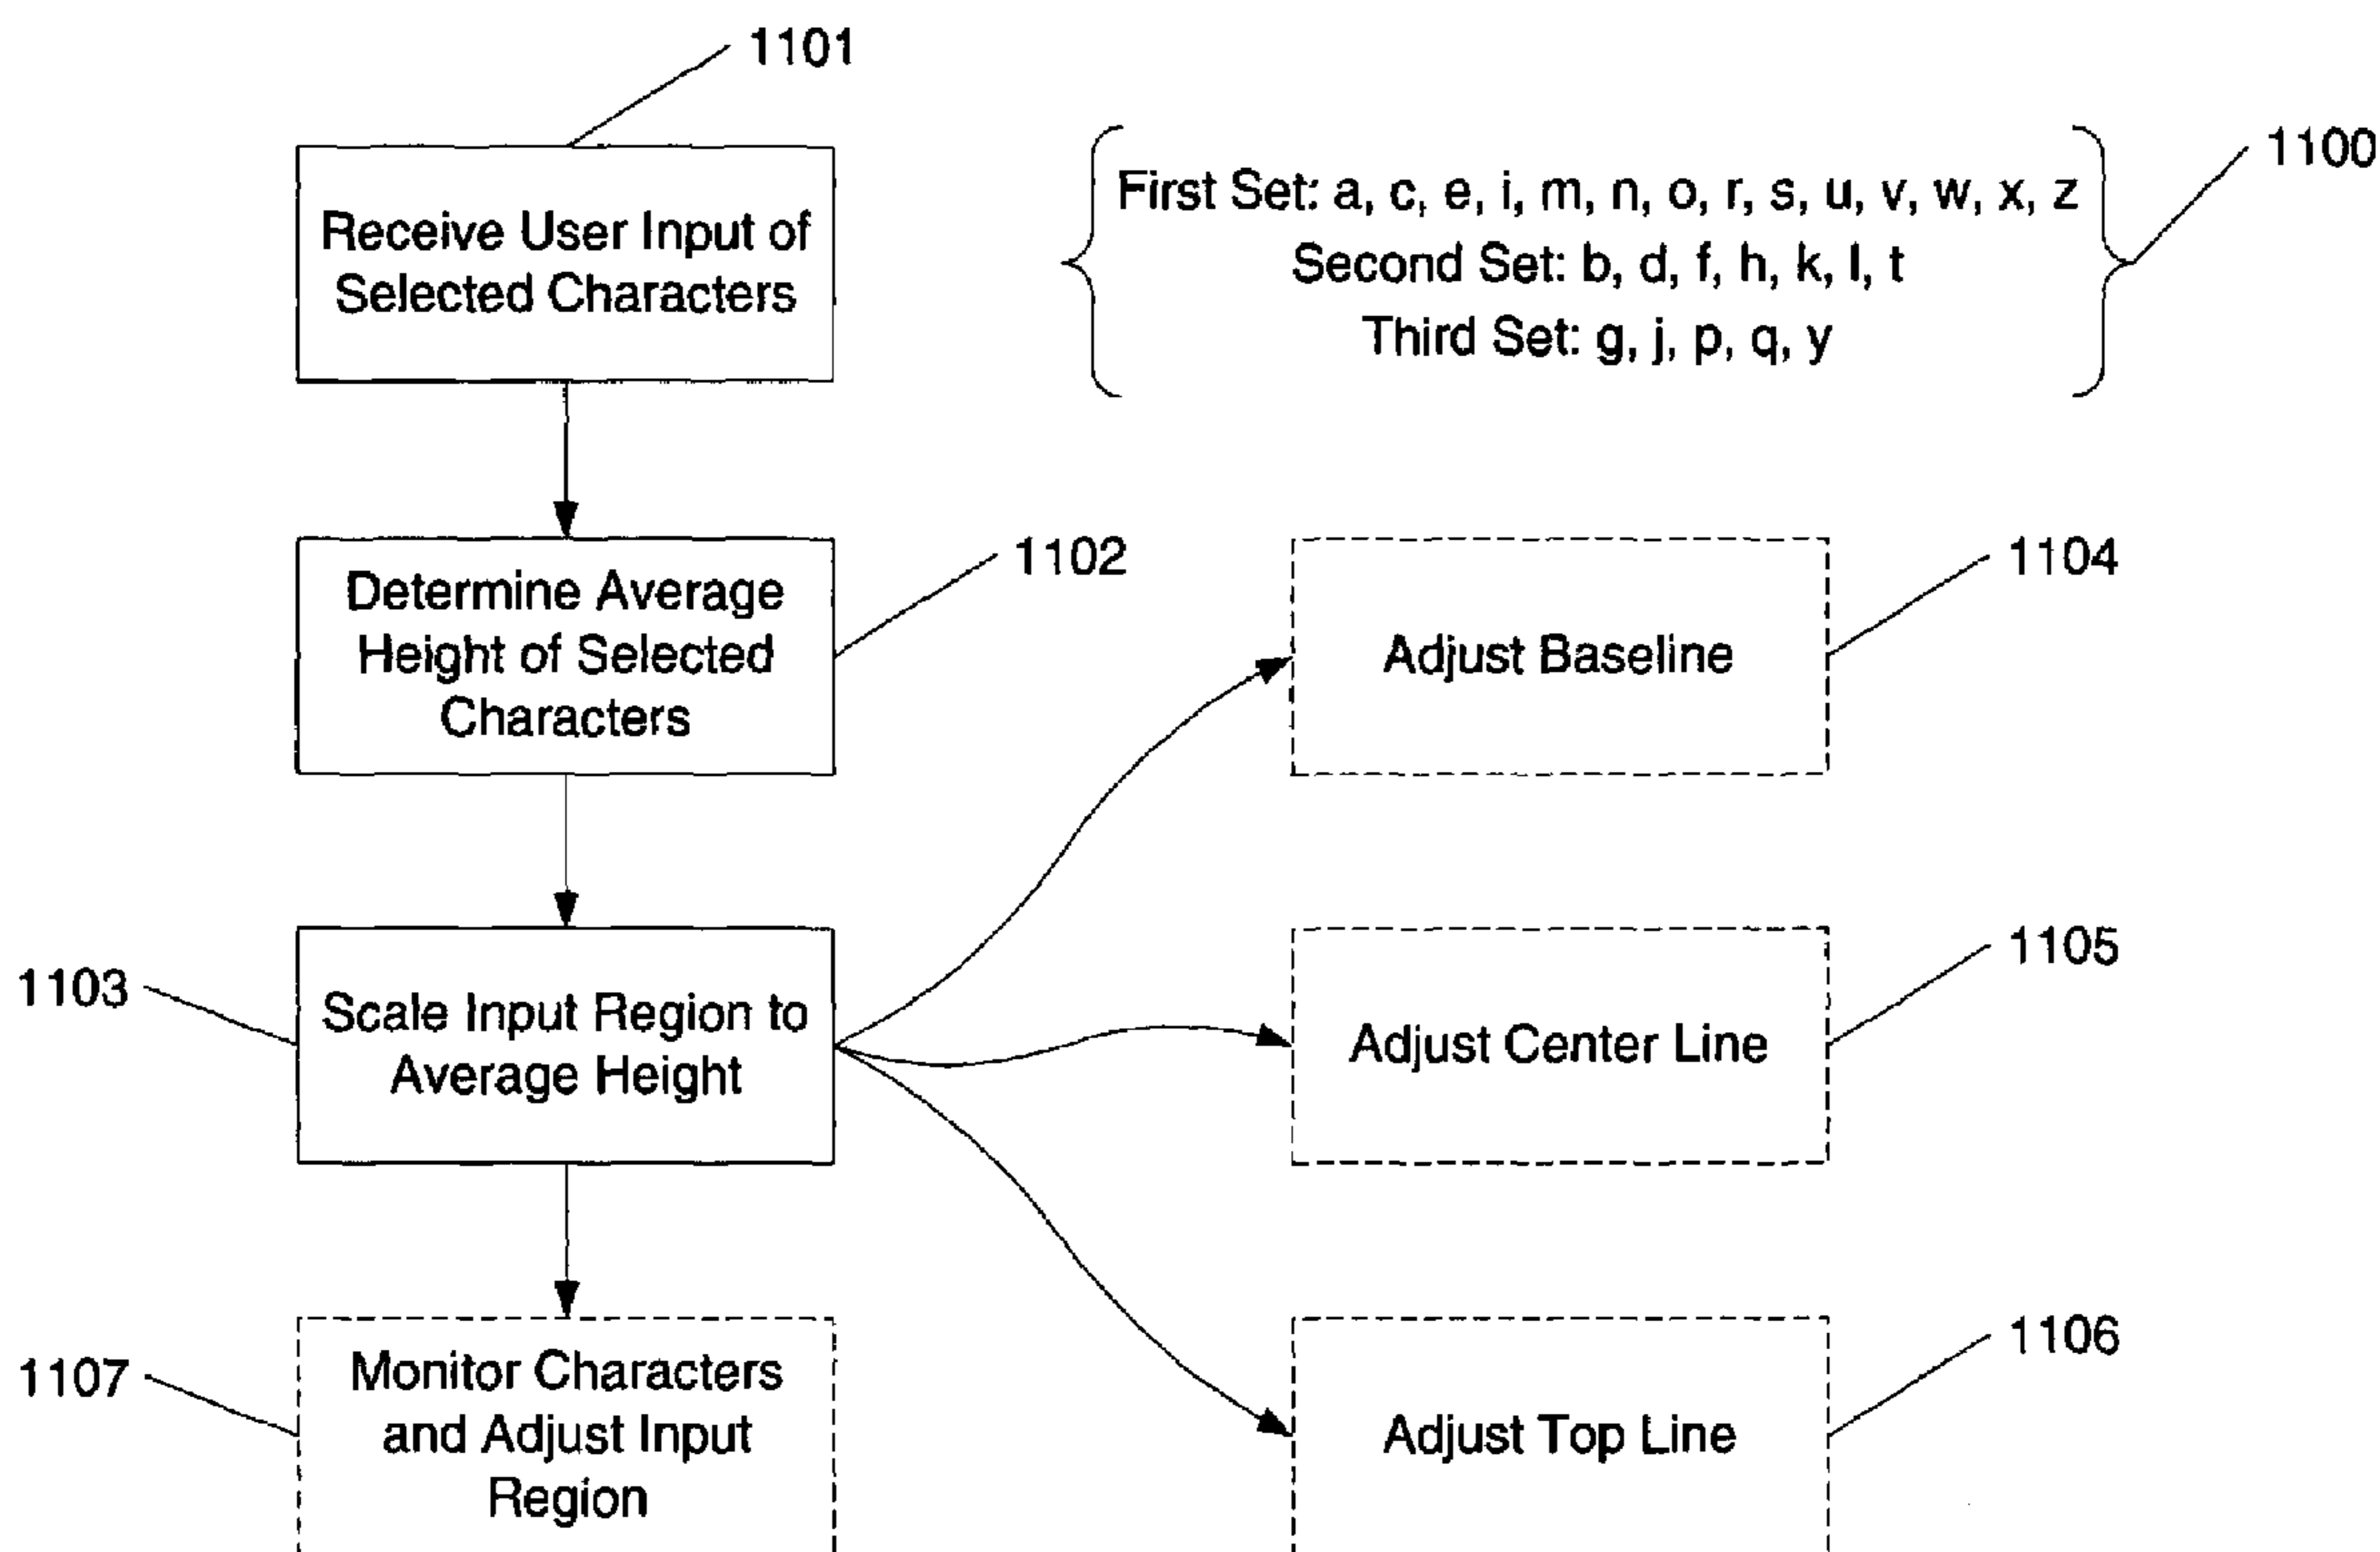 1101
Receive User Input of
Selected Characters
First Set: a, c, e, i, m, n, o, r, s, u, v, w, x, z
Second Set: b, d, f, h, k, l, t
Third Set: g, j, p, q, y
1100
Determine Average
Height of Selected
Characters
1102
Adjust Baseline
1104
1103
Scale Input Region to
Average Height
Adjust Center Line
1105
1107
Monitor Characters
and Adjust Input
Region
Adjust Top Line
1106